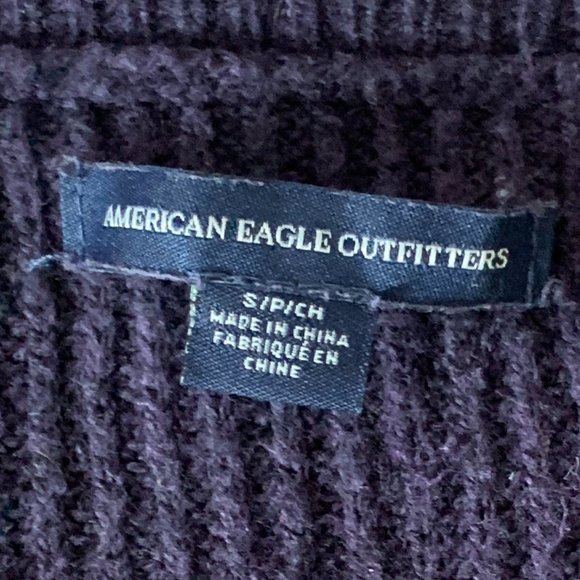 AMERICAN EAGLE OUTFITTERS
S/P/CH
MADE IN CHINA
FABRIQUÉ EN
CHINE